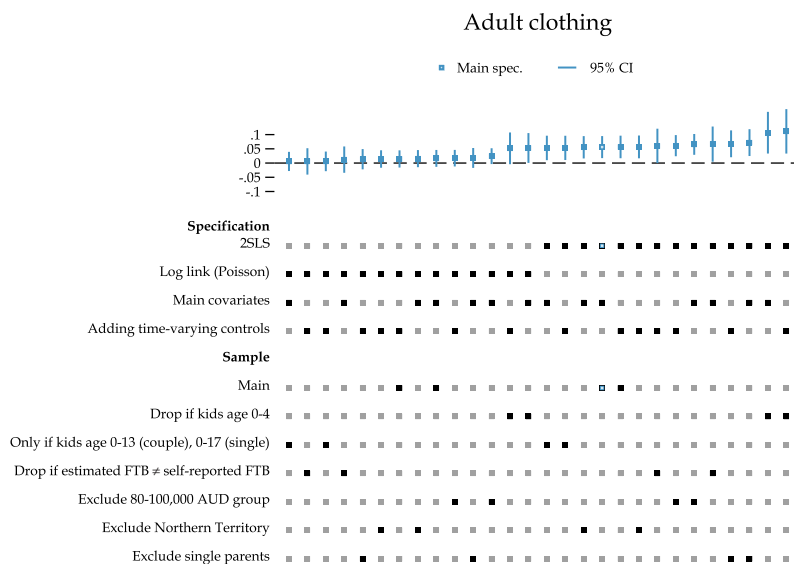 Adult clothing
Main spec. 95% CI
.1
.05
0
-.05
-.1
Specification
2SLS
Log link (Poisson)
Main covariates
Adding time-varying controls
Sample
Main
Drop if kids age 0-4
Only if kids age 0-13 (couple), 0-17 (single)
Drop if estimated FTB ≠ self-reported FTB
Exclude 80-100,000 AUD group
Exclude Northern Territory
Exclude single parents